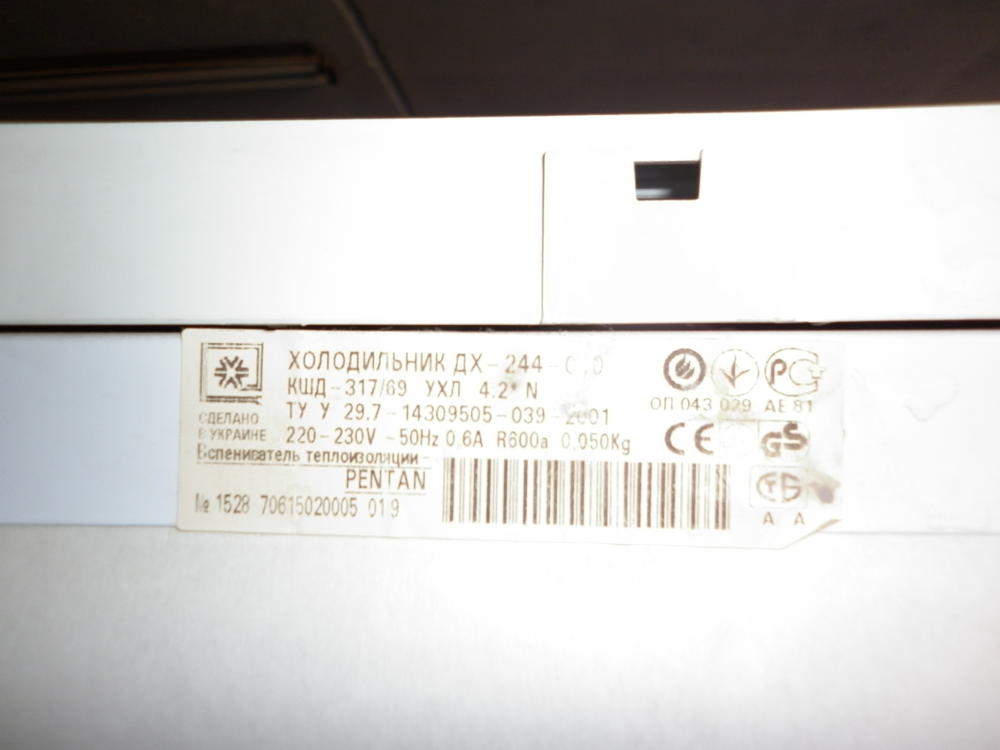 ХОЛОДИЛЬНИК ДХ-244-
КШД-317/69 УХЛ 4.2* N
ТУ У 29.7-14309505-039-2001
220-230V ~50Hz 0,6A R600a 0,050Kg
СДЕЛАНО
В УКРАИНЕ
Вспениватель теплоизоляции-
PENTAN
№ 1528 70615020005 019
ОП 043 029 АЕ 81
CE GS
А А